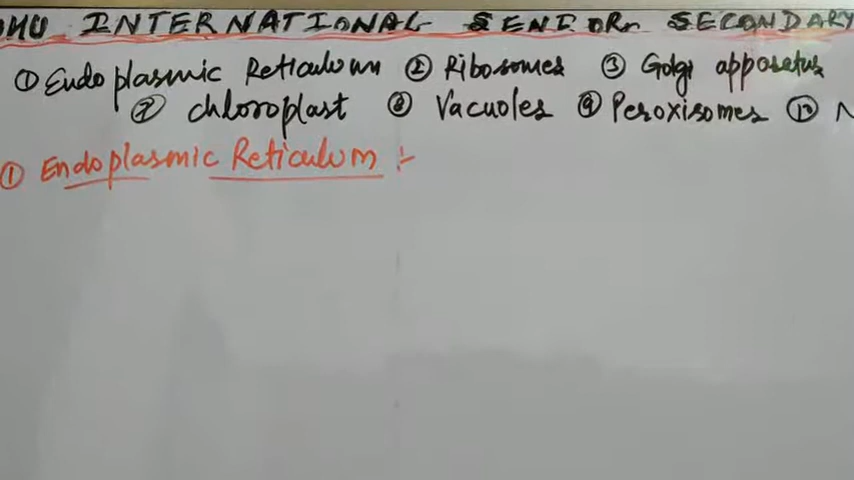 INTERNATIONAL SENIOR SECONDARY
① Endoplasmic Reticulum ② Ribosomes ③ Golgi apparatus
⑦ chloroplast ⑧ Vacuoles ⑨ Peroxisomes ⑩
① Endoplasmic Reticulum :-